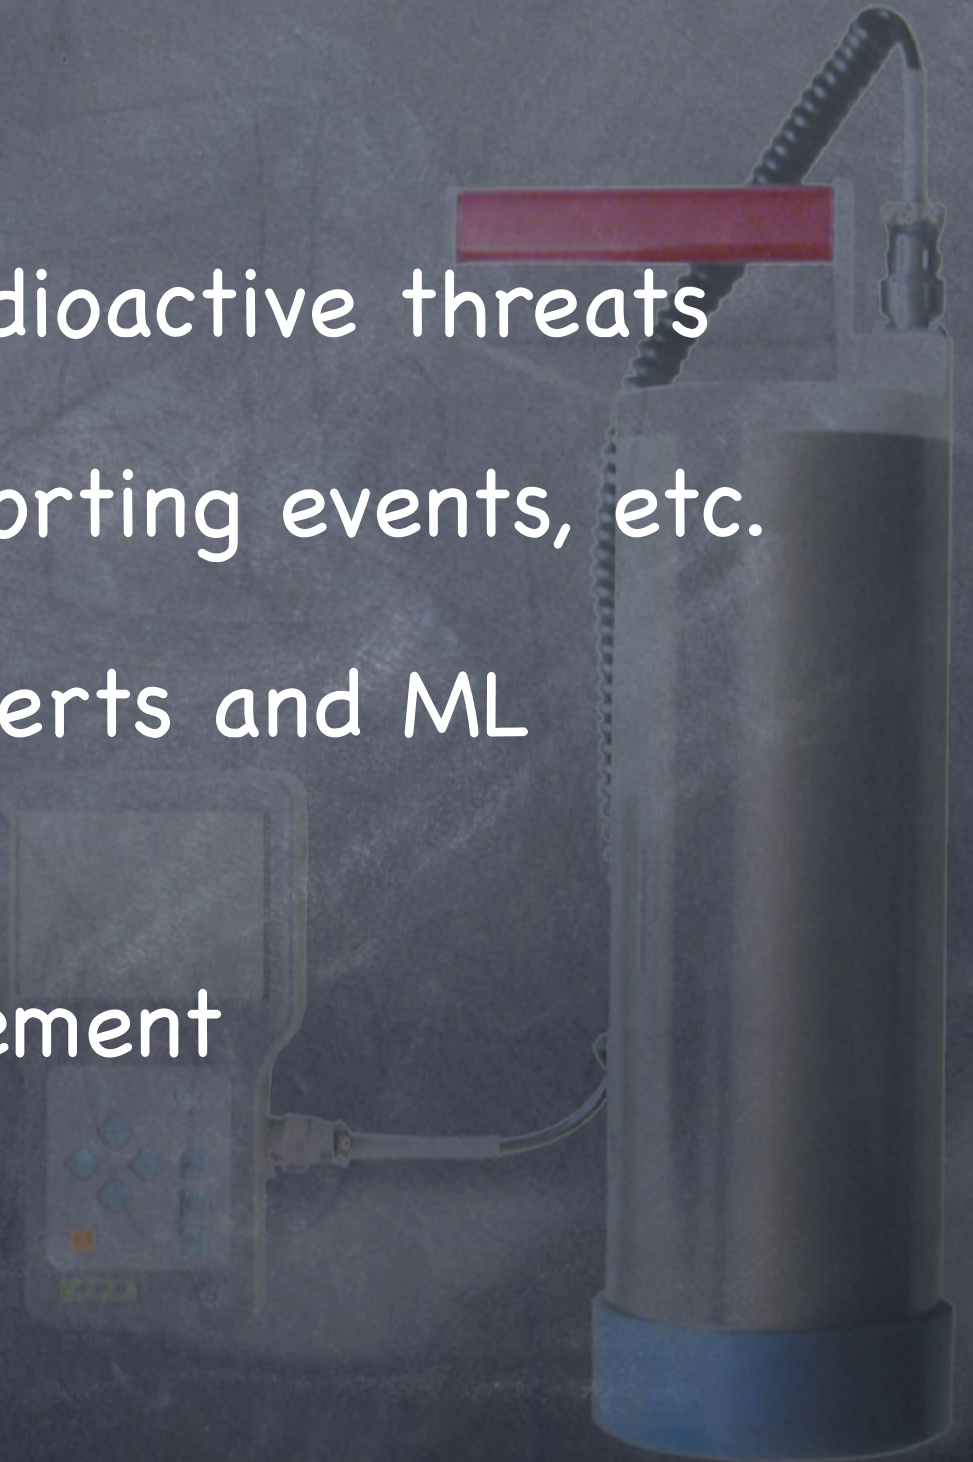 dioactive threats
orting events, etc.
erts and ML
ement